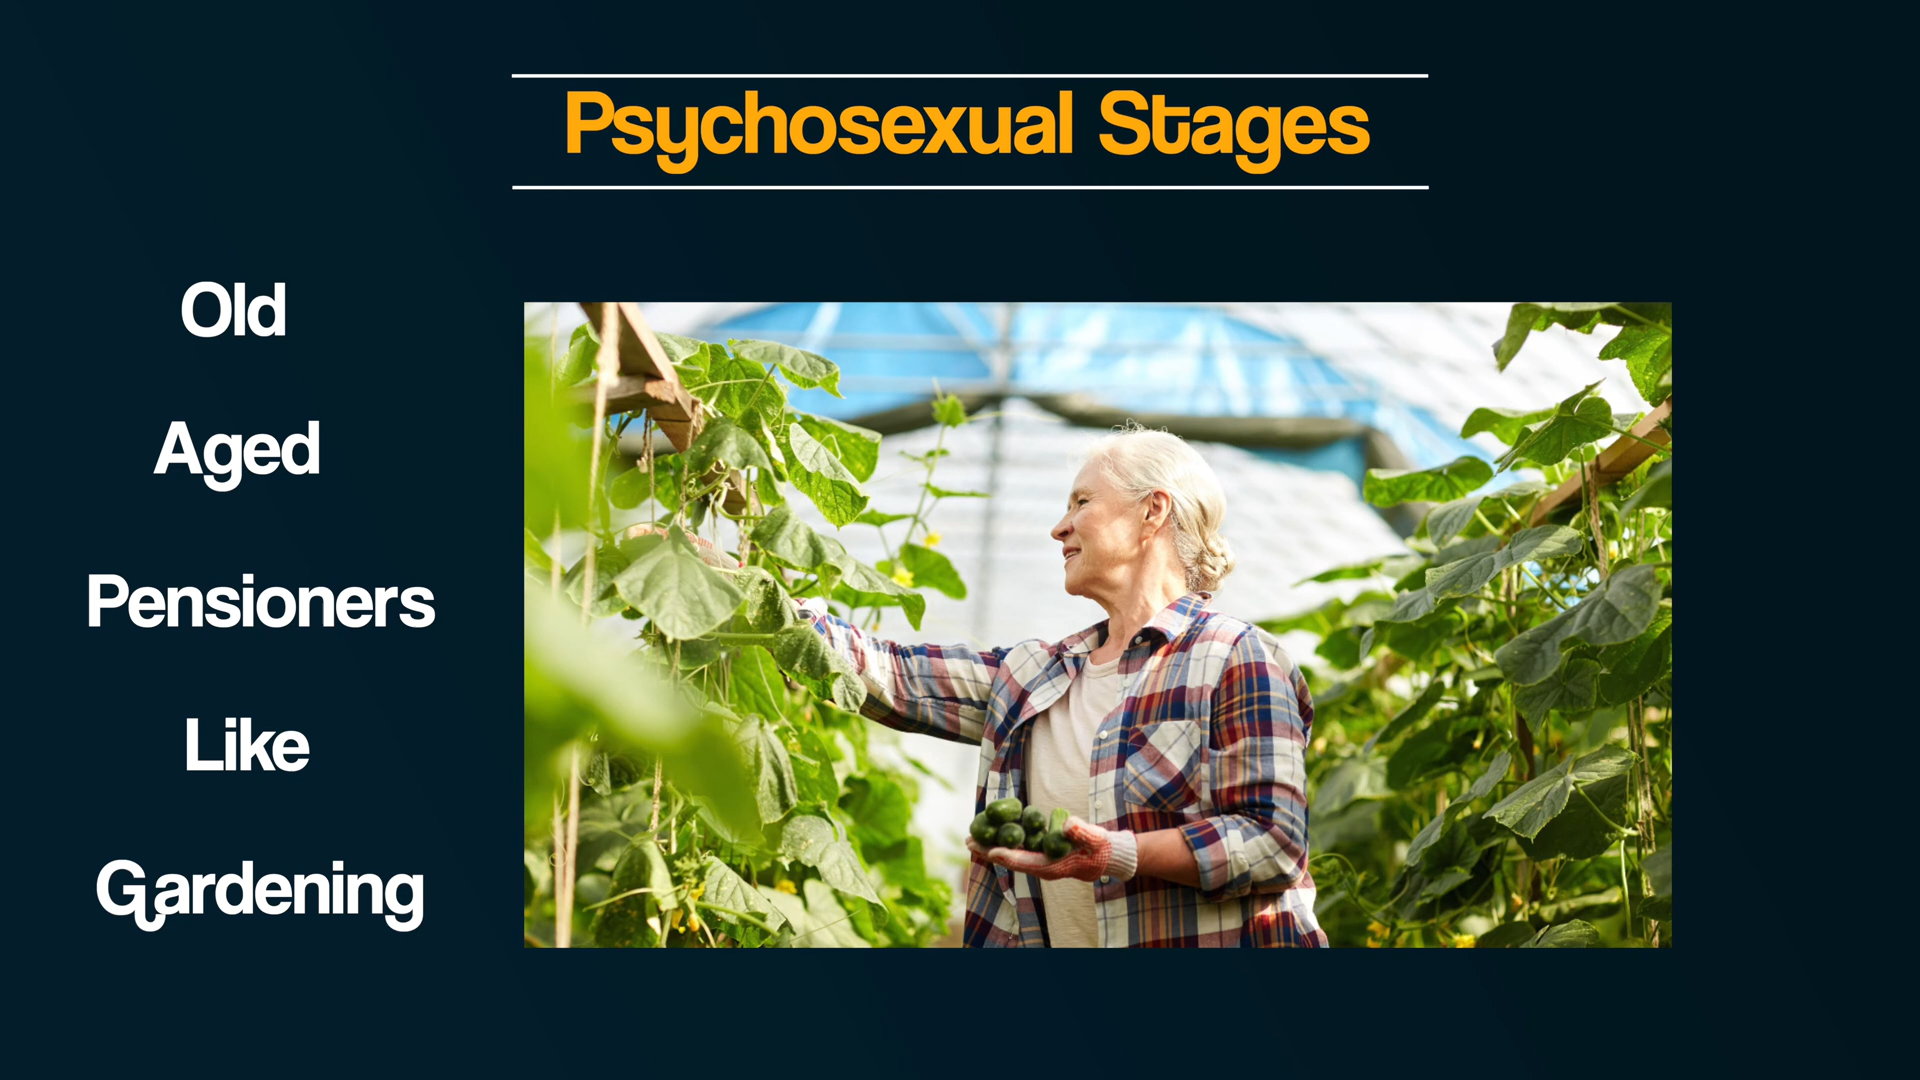 Psychosexual Stages
Old
Aged
Pensioners
Like
Gardening